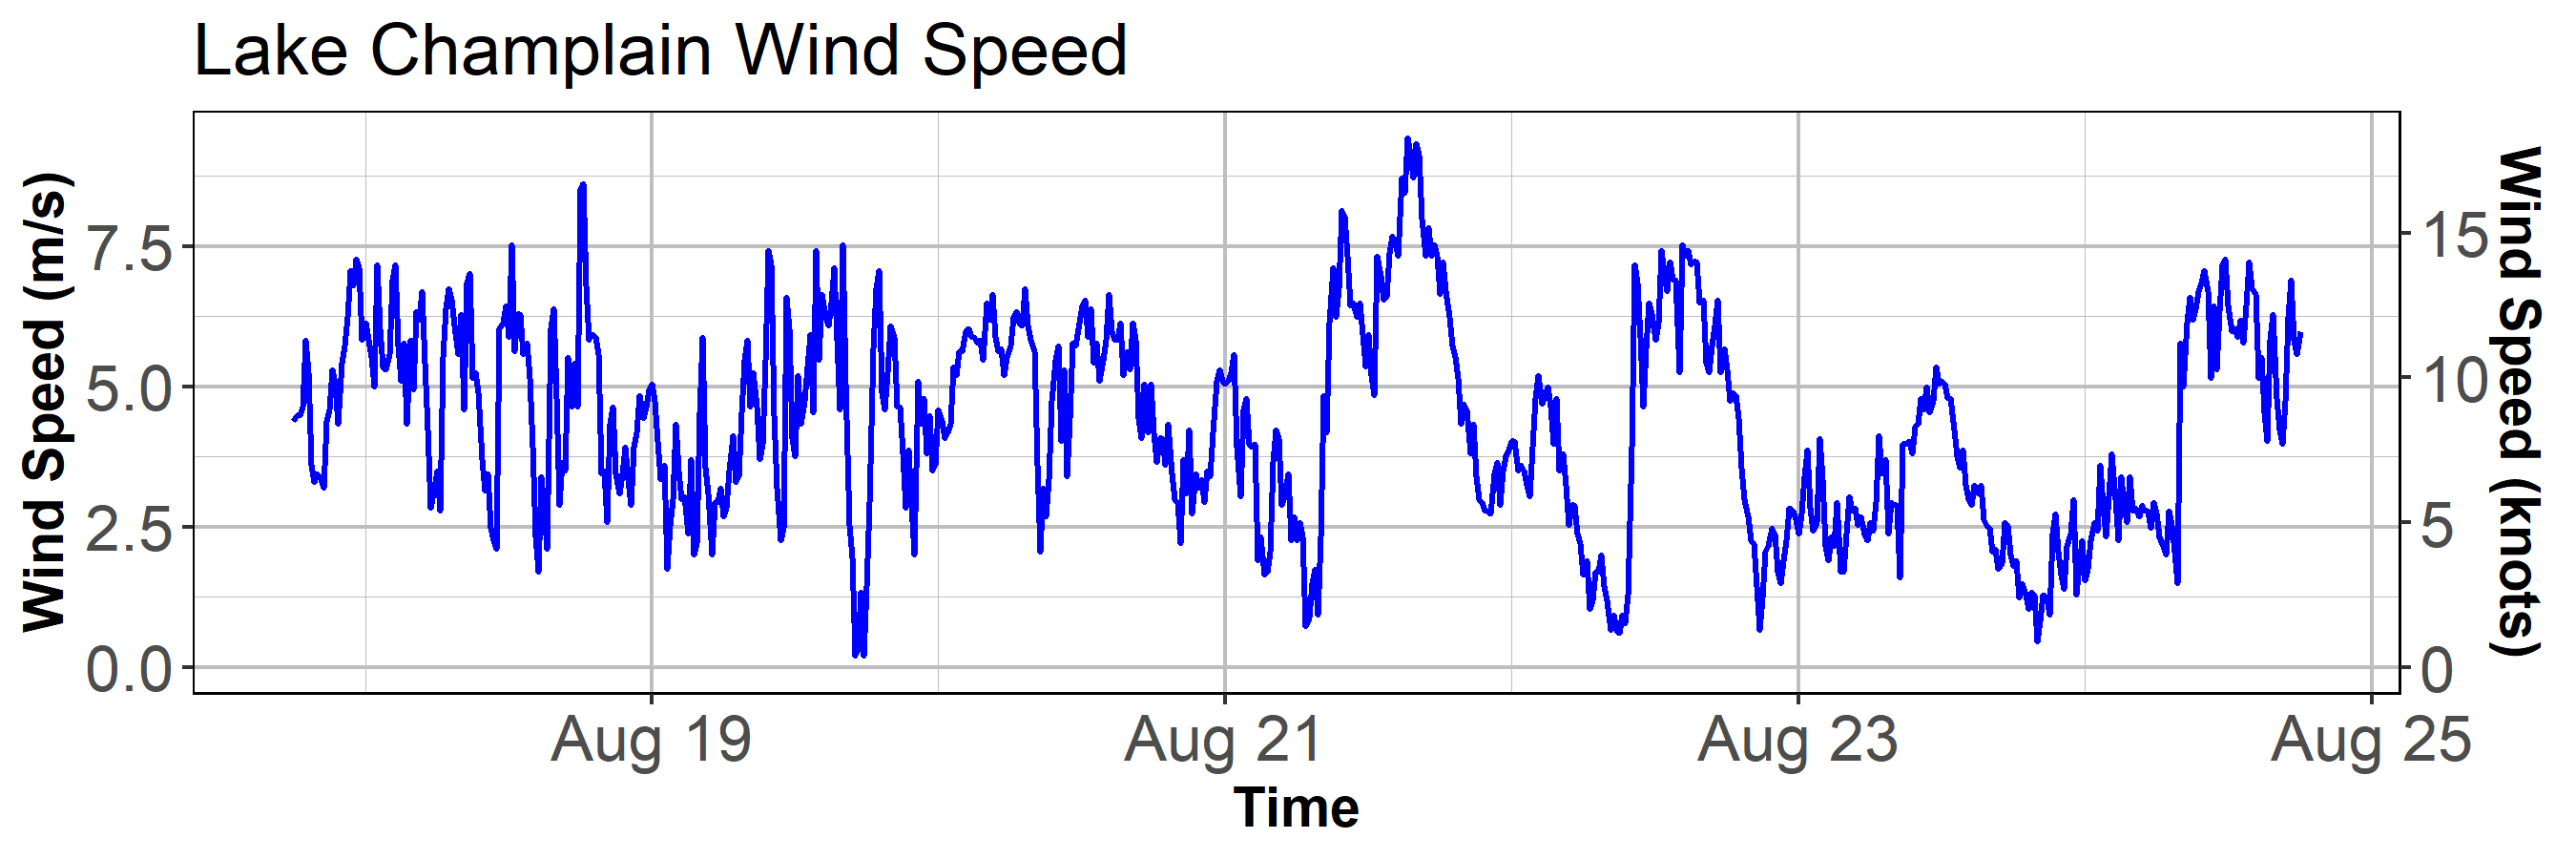 Lake Champlain Wind Speed
Wind Speed (m/s)
7.5
5.0
2.5
0.0
15
10
5
0
Wind Speed (knots)
Aug 19
Aug 21
Aug 23
Aug 25
Time